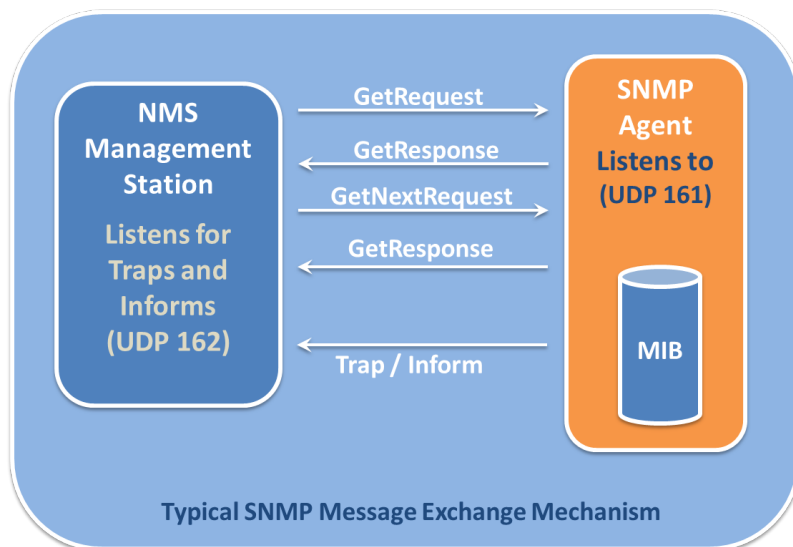 NMS
Management
Station
Listens for
Traps and
Informs
(UDP 162)
GetRequest
GetResponse
GetNextRequest
GetResponse
Trap / Inform
SNMP
Agent
Listens to
(UDP 161)
MIB
Typical SNMP Message Exchange Mechanism